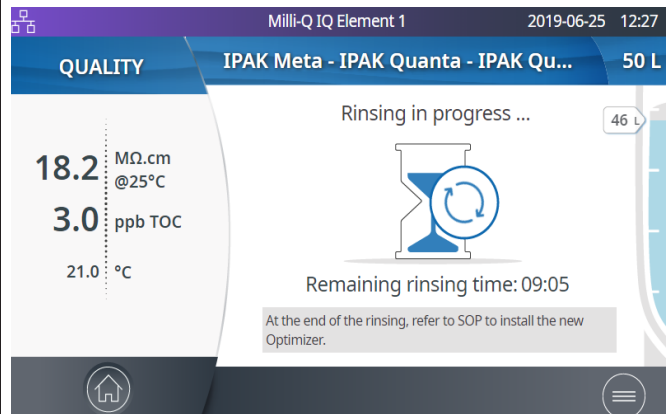 Milli-Q IQ Element 1
2019-06-25 12:27
QUALITY
IPAK Meta - IPAK Quanta - IPAK Qu...
50 L
18.2 MΩ.cm
@25°C
3.0 ppb TOC
21.0 °C
Rinsing in progress ...
46 L
Remaining rinsing time: 09:05
At the end of the rinsing, refer to SOP to install the new
Optimizer.